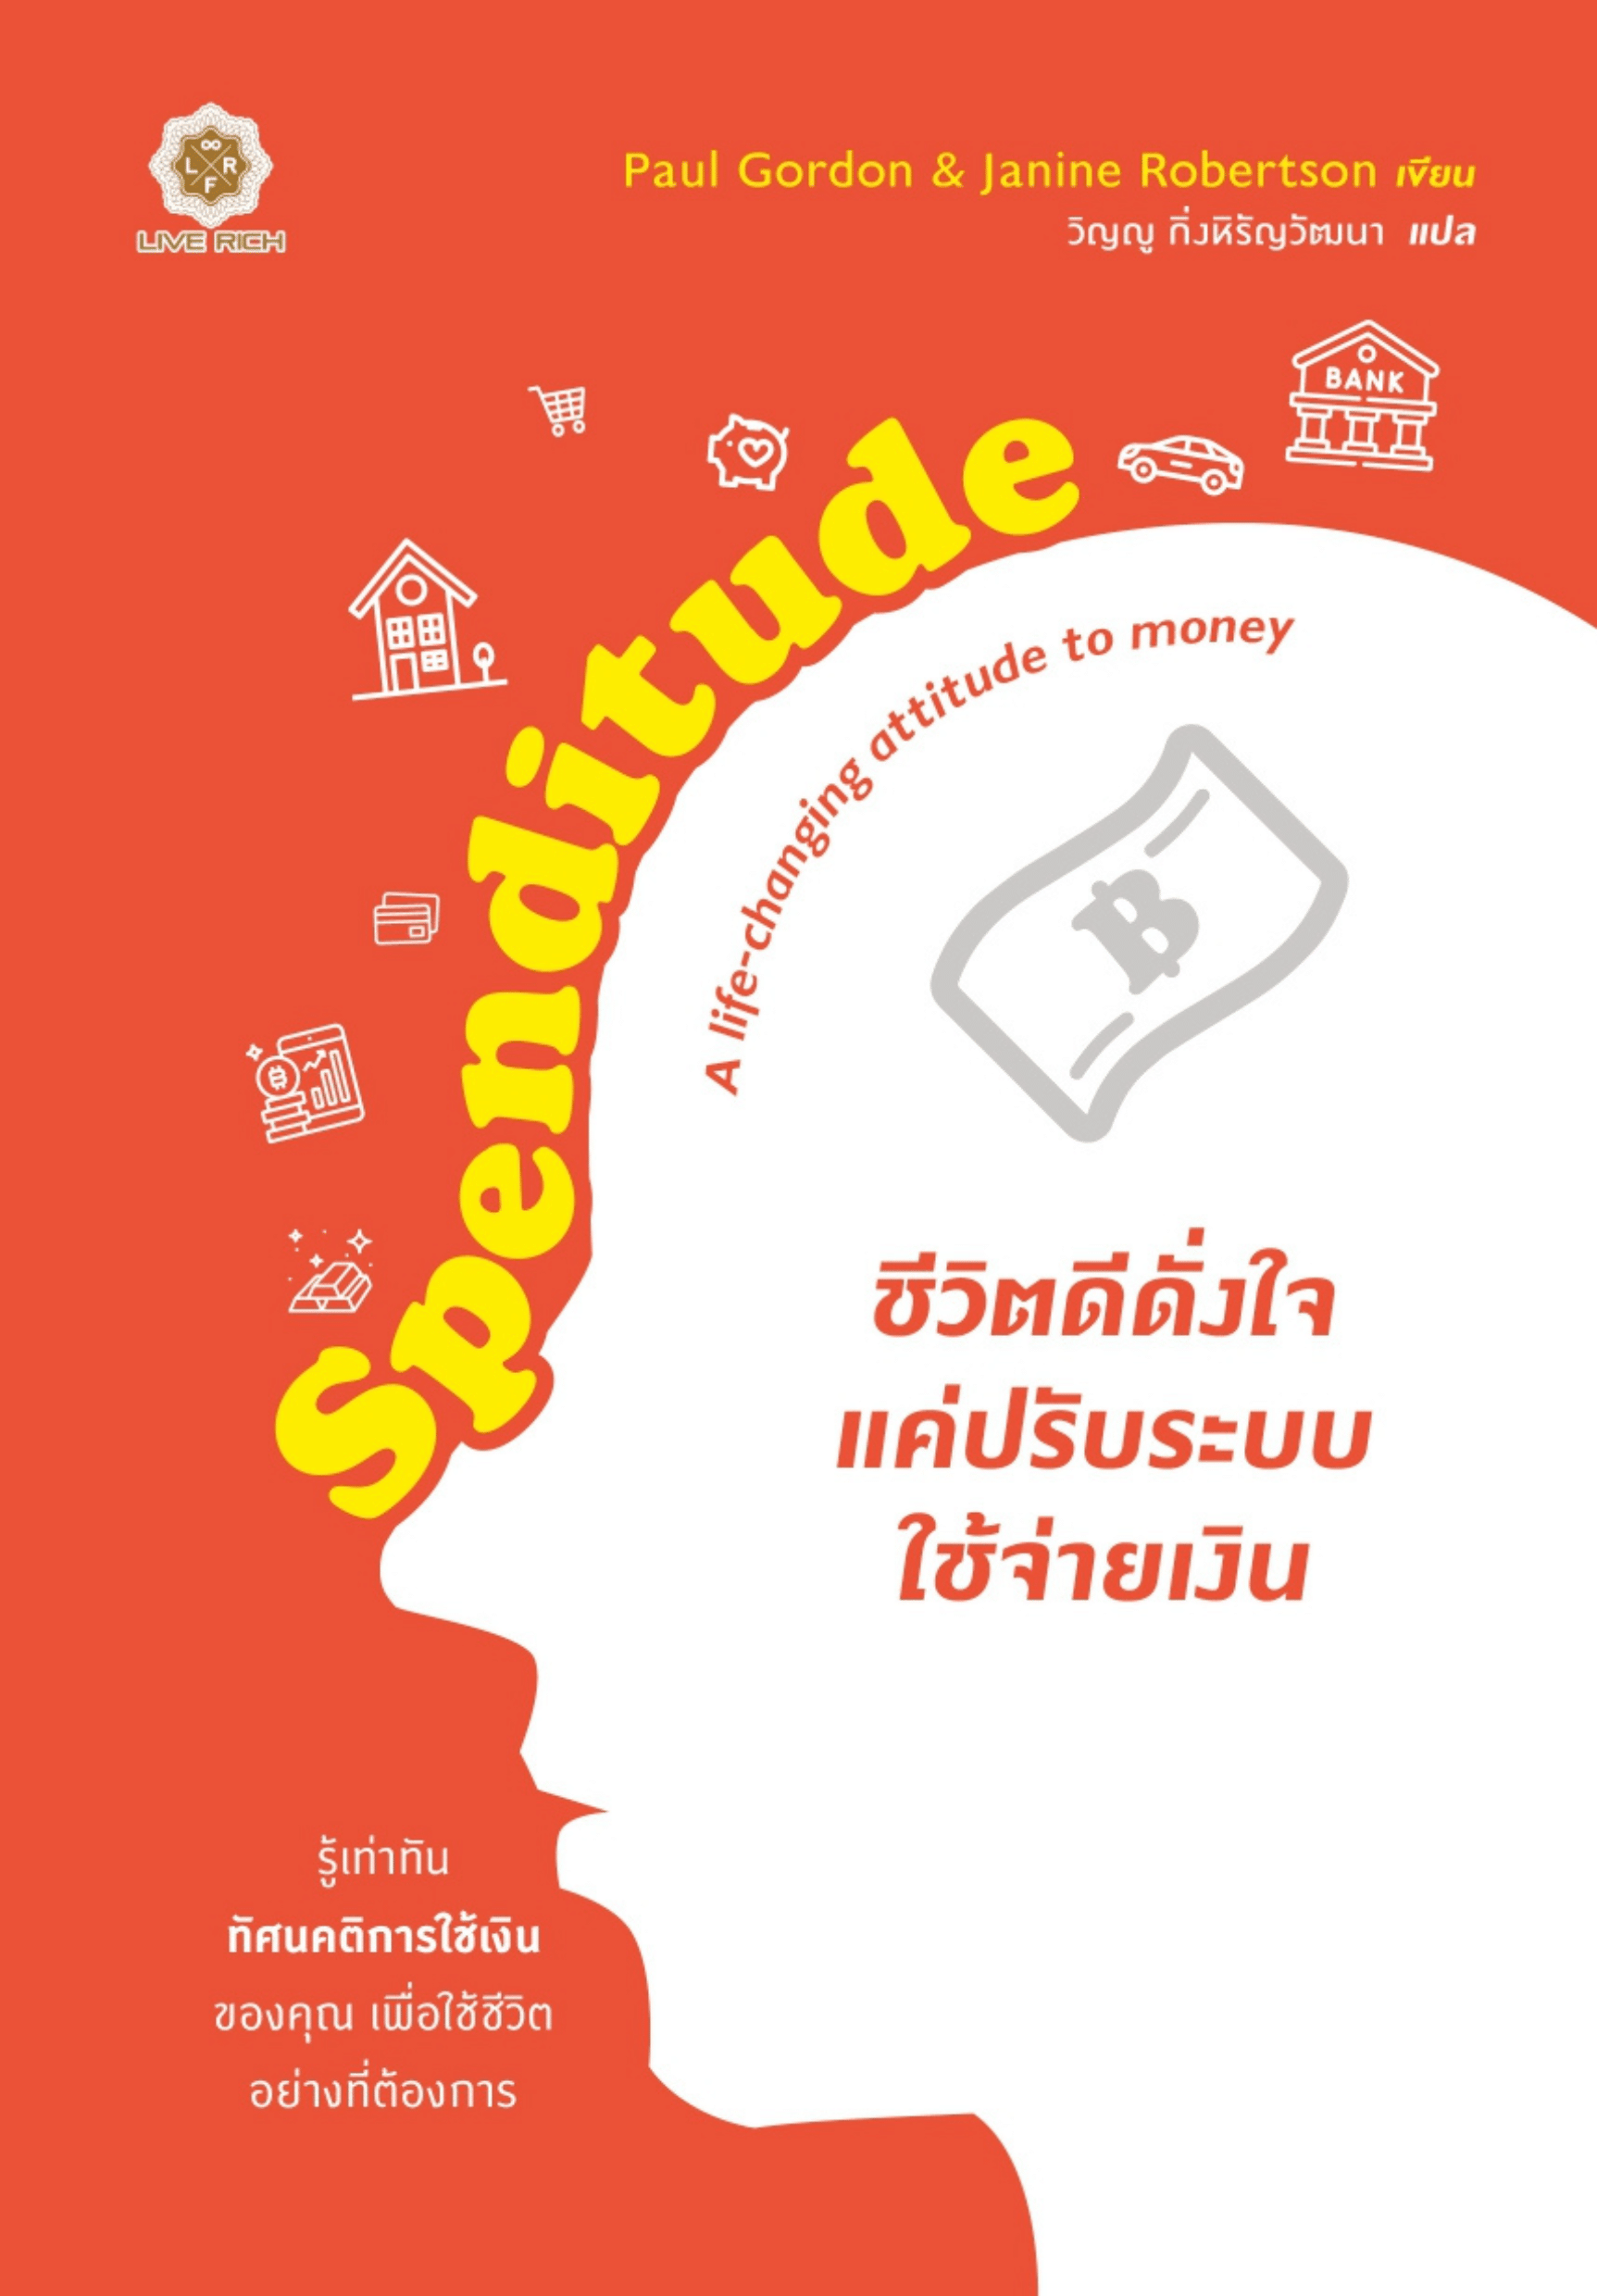 L ∞ R F
LIVE RICH
Paul Gordon & Janine Robertson เขียน
วิญญู กิ่งหิรัญวัฒนา แปล
BANK
Spenditude
A life-changing attitude to money
ชีวิตดีดั่งใจ
แค่ปรับระบบ
ใช้จ่ายเงิน
รู้เท่าทัน
ทัศนคติการใช้เงิน
ของคุณ เพื่อใช้ชีวิต
อย่างที่ต้องการ